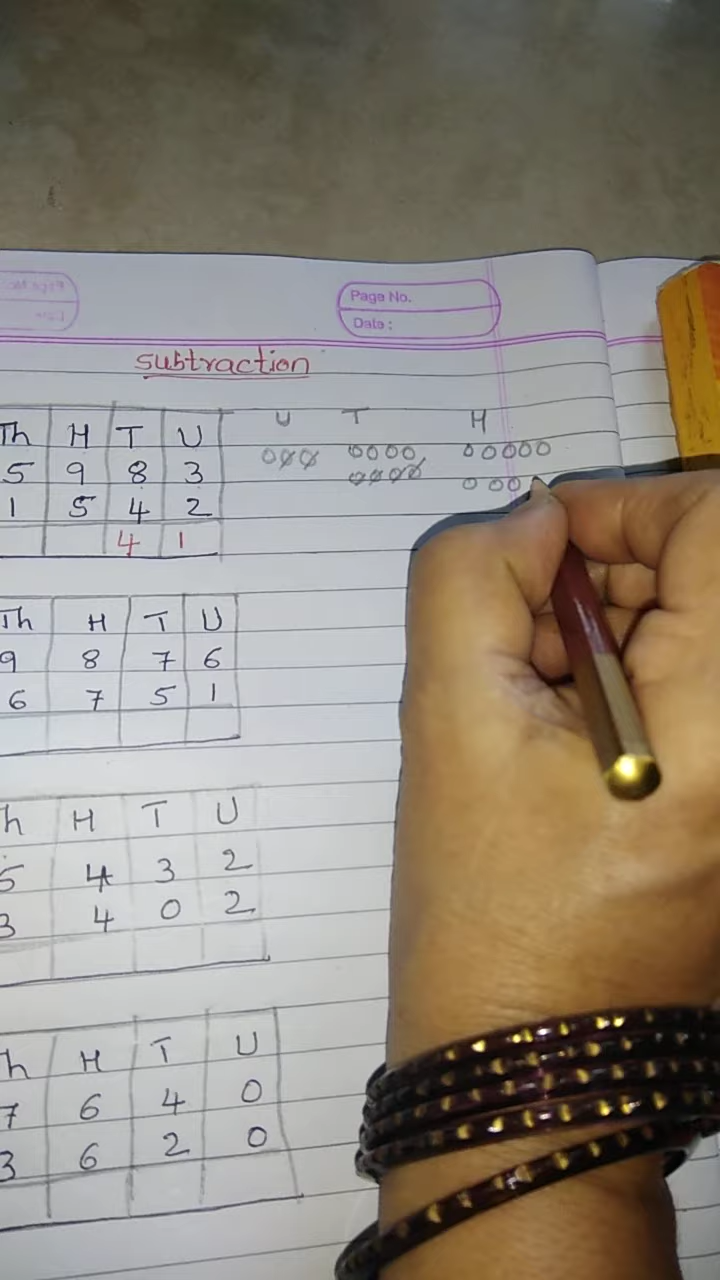 Page No.
Date :
subtraction
Th H T U
5 9 8 3
1 5 4 2
4 1
U T H
Th H T U
9 8 7 6
6 7 5 1
h H T U
5 4 3 2
3 4 0 2
h H T U
7 6 4 0
3 6 2 0